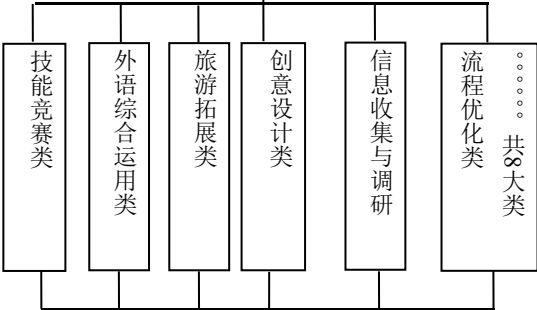 技能竞赛类
外语综合运用类
旅游拓展类
创意设计类
信息收集与调研
流程优化类
。。。。。。共8大类